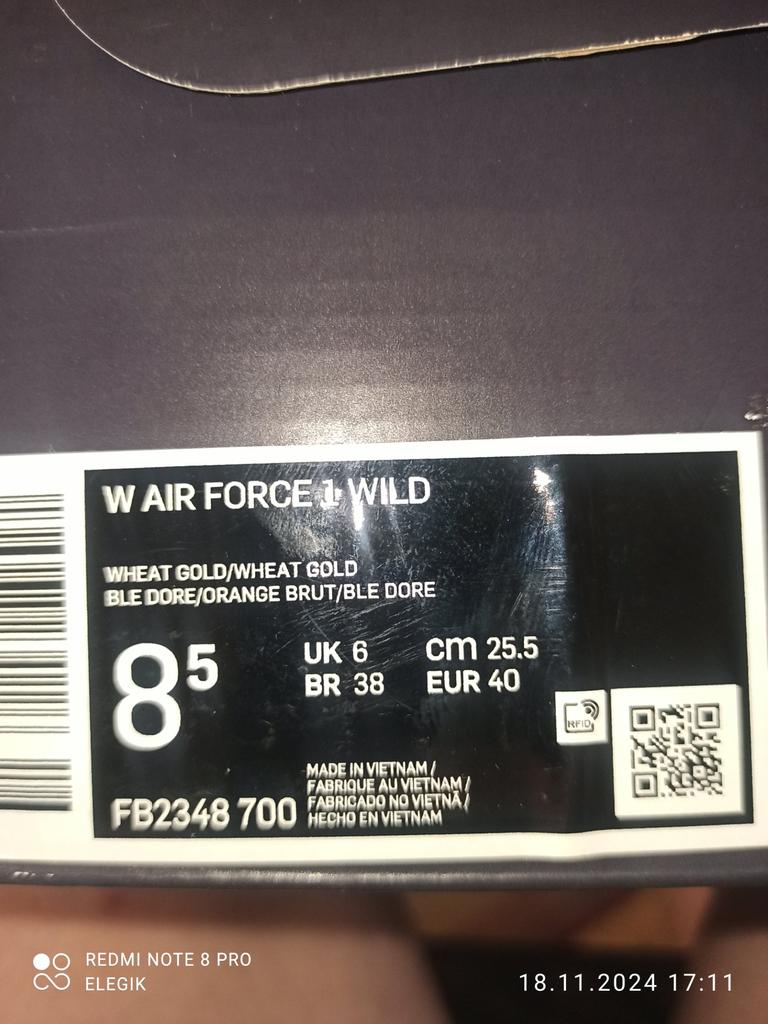 W AIR FORCE 1 WILD
WHEAT GOLD/WHEAT GOLD
BLE DORE/ORANGE BRUT/BLE DORE
8 5
UK 6
cm 25.5
BR 38
EUR 40
RFID
MADE IN VIETNAM /
FABRIQUE AU VIETNAM /
FABRICADO NO VIETNÃ /
HECHO EN VIETNAM
FB2348 700
REDMI NOTE 8 PRO
ELEGIK
18.11.2024 17:11